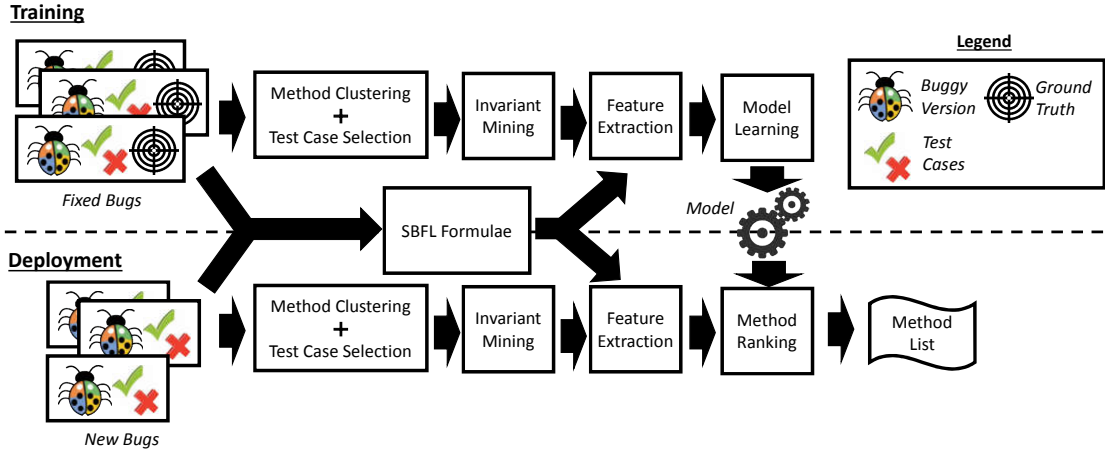 Training
Legend
Method Clustering
+
Test Case Selection
Invariant
Mining
Feature
Extraction
Model
Learning
Buggy
Version
Ground
Truth
Test
Cases
Fixed Bugs
SBFL Formulae
Model
Deployment
Method Clustering
+
Test Case Selection
Invariant
Mining
Feature
Extraction
Method
Ranking
Method
List
New Bugs